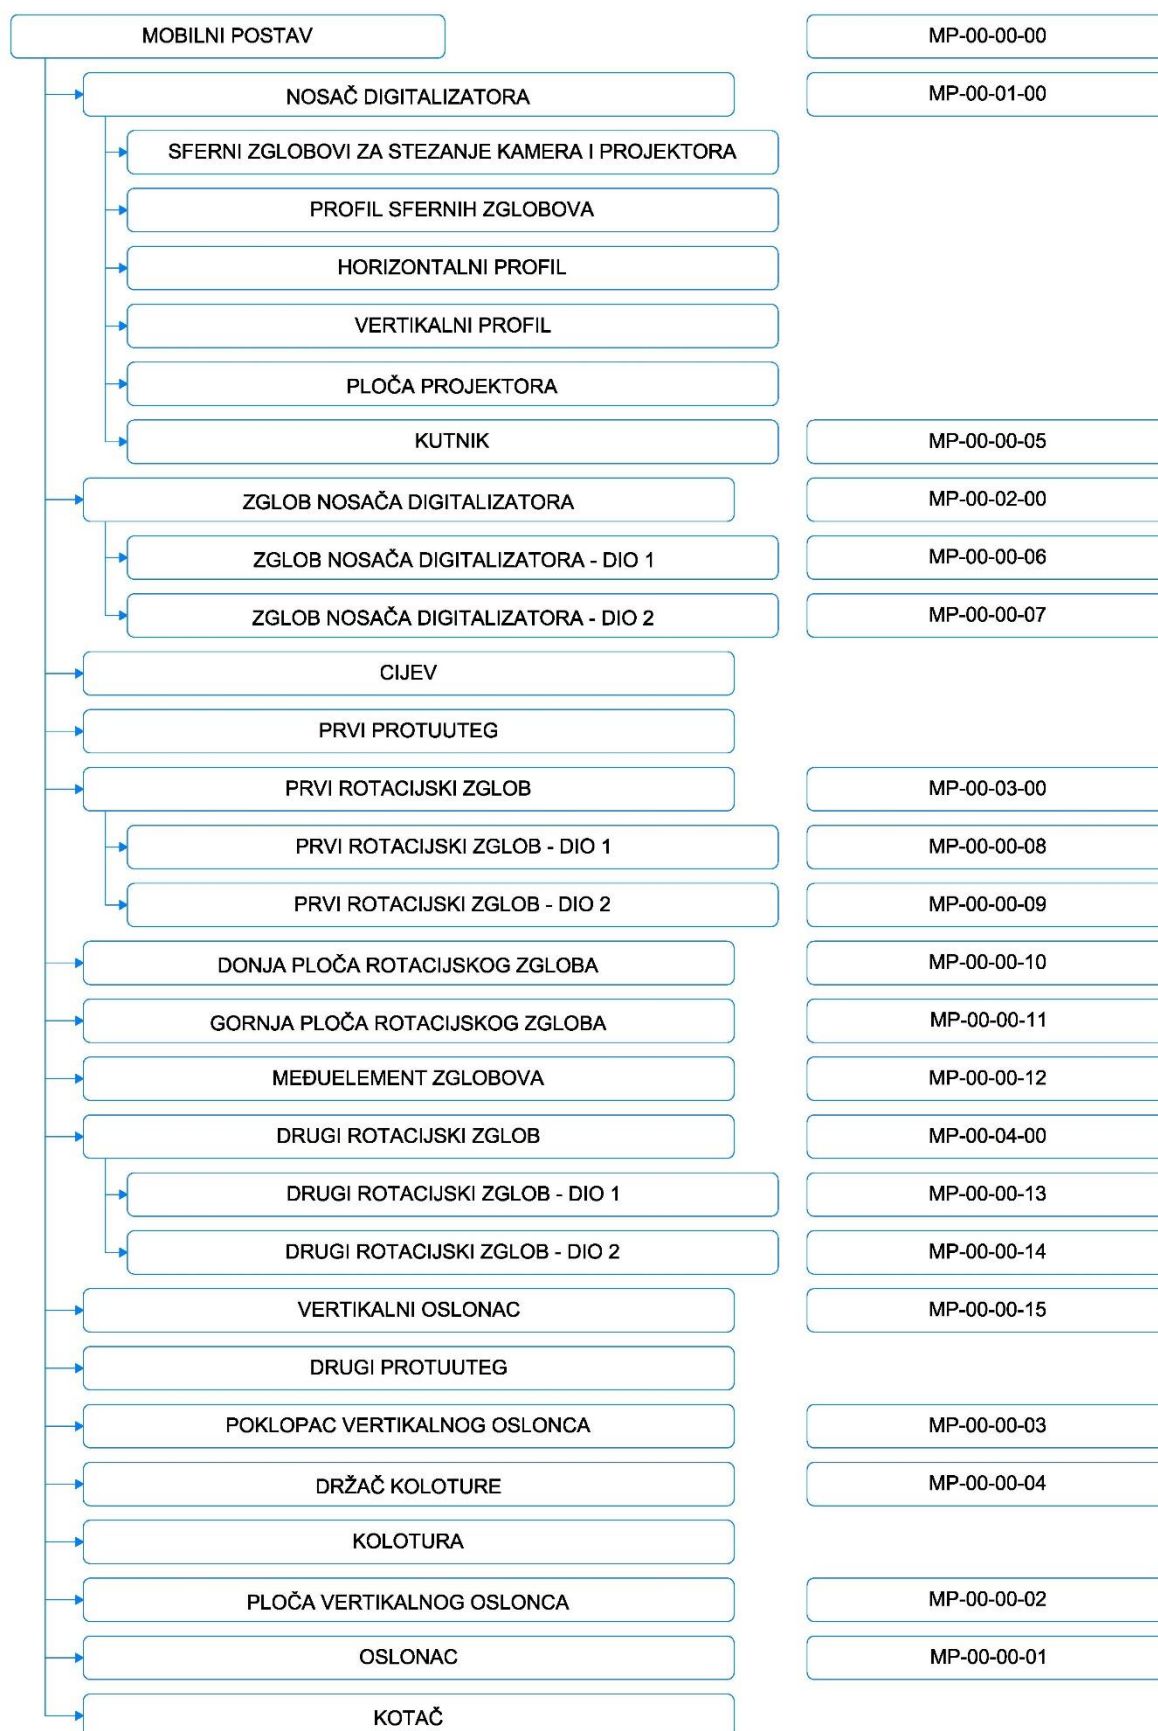 MOBILNI POSTAV MP-00-00-00
NOSAČ DIGITALIZATORA MP-00-01-00
SFERNI ZGLOBOVI ZA STEZANJE KAMERA I PROJEKTORA
PROFIL SFERNIH ZGLOBOVA
HORIZONTALNI PROFIL
VERTIKALNI PROFIL
PLOČA PROJEKTORA
KUTNIK MP-00-00-05
ZGLOB NOSAČA DIGITALIZATORA MP-00-02-00
ZGLOB NOSAČA DIGITALIZATORA - DIO 1 MP-00-00-06
ZGLOB NOSAČA DIGITALIZATORA - DIO 2 MP-00-00-07
CIJEV
PRVI PROTUUTEG
PRVI ROTACIJSKI ZGLOB MP-00-03-00
PRVI ROTACIJSKI ZGLOB - DIO 1 MP-00-00-08
PRVI ROTACIJSKI ZGLOB - DIO 2 MP-00-00-09
DONJA PLOČA ROTACIJSKOG ZGLOBA MP-00-00-10
GORNJA PLOČA ROTACIJSKOG ZGLOBA MP-00-00-11
MEĐUELEMENT ZGLOBOVA MP-00-00-12
DRUGI ROTACIJSKI ZGLOB MP-00-04-00
DRUGI ROTACIJSKI ZGLOB - DIO 1 MP-00-00-13
DRUGI ROTACIJSKI ZGLOB - DIO 2 MP-00-00-14
VERTIKALNI OSLONAC MP-00-00-15
DRUGI PROTUUTEG
POKLOPAC VERTIKALNOG OSLONCA MP-00-00-03
DRŽAČ KOLOTURE MP-00-00-04
KOLOTURA
PLOČA VERTIKALNOG OSLONCA MP-00-00-02
OSLONAC MP-00-00-01
KOTAČ